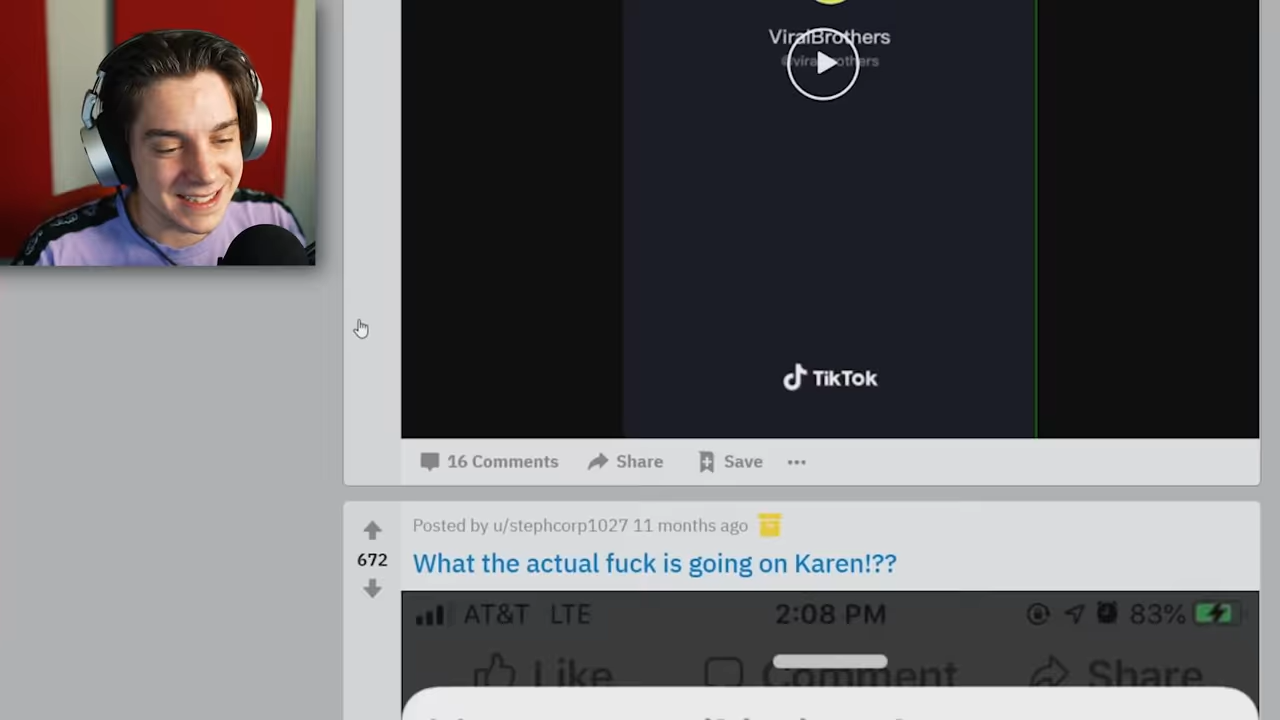 ViralBrothers
TikTok
16 Comments
Share
Save
Posted by u/stephcorp1027 11 months ago
672
What the actual fuck is going on Karen!??
AT&T LTE
2:08 PM
83%
Like
Comment
Share